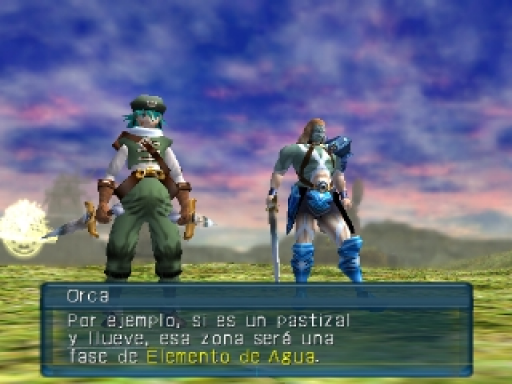 Orca
Por ejemplo, si es un pastizal
y llueve, esa zona será una
fase de Elemento de Agua.